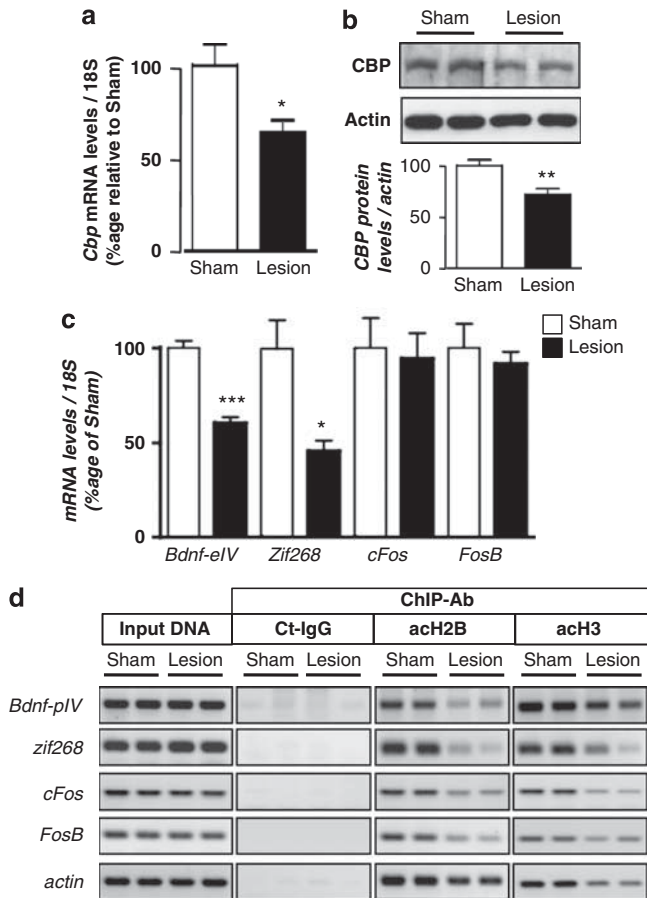 a
Cbp mRNA levels / 18S
(%age relative to Sham)
100
50
0
*
Sham Lesion
b
Sham Lesion
CBP
Actin
CBP protein
levels / actin
100
50
0
**
Sham Lesion
c
Sham
Lesion
mRNA levels / 18S
(%age of Sham)
100
50
0
***
*
Bdnf-eIV Zif268 cFos FosB
d
ChIP-Ab
Input DNA Ct-IgG acH2B acH3
Sham Lesion Sham Lesion Sham Lesion Sham Lesion
Bdnf-pIV
zif268
cFos
FosB
actin